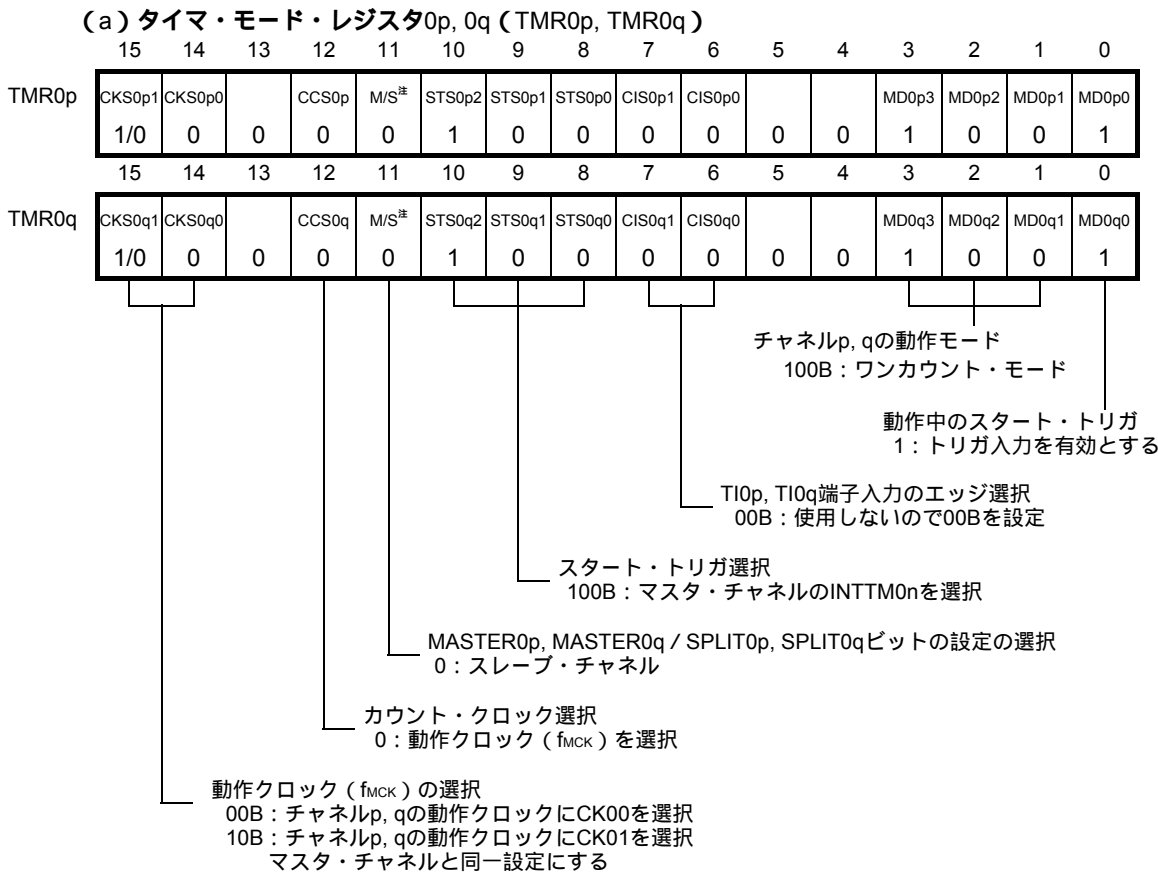 （a）タイマ・モード・レジスタ0p, 0q（TMR0p, TMR0q）
15 14 13 12 11 10 9 8 7 6 5 4 3 2 1 0
TMR0p CKS0p1 CKS0p0 CCS0p M/S注 STS0p2 STS0p1 STS0p0 CIS0p1 CIS0p0 MD0p3 MD0p2 MD0p1 MD0p0
1/0 0 0 0 0 1 0 0 0 0 0 0 1 0 0 1
15 14 13 12 11 10 9 8 7 6 5 4 3 2 1 0
TMR0q CKS0q1 CKS0q0 CCS0q M/S注 STS0q2 STS0q1 STS0q0 CIS0q1 CIS0q0 MD0q3 MD0q2 MD0q1 MD0q0
1/0 0 0 0 0 1 0 0 0 0 0 0 1 0 0 1
チャネルp, qの動作モード
100B：ワンカウント・モード
動作中のスタート・トリガ
1：トリガ入力を有効とする
TI0p, TI0q端子入力のエッジ選択
00B：使用しないので00Bを設定
スタート・トリガ選択
100B：マスタ・チャネルのINTTM0nを選択
MASTER0p, MASTER0q / SPLIT0p, SPLIT0qビットの設定の選択
0：スレーブ・チャネル
カウント・クロック選択
0：動作クロック（fMCK）を選択
動作クロック（fMCK）の選択
00B：チャネルp, qの動作クロックにCK00を選択
10B：チャネルp, qの動作クロックにCK01を選択
マスタ・チャネルと同一設定にする